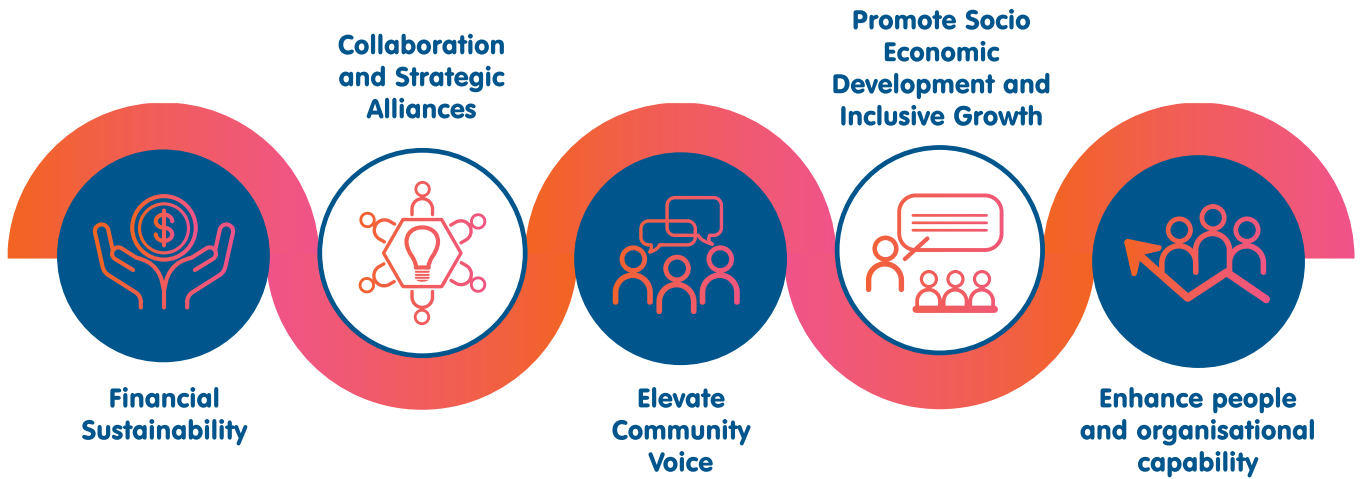 Financial
Sustainability
Collaboration
and Strategic
Alliances
Elevate
Community
Voice
Promote Socio
Economic
Development and
Inclusive Growth
Enhance people
and organisational
capability
$